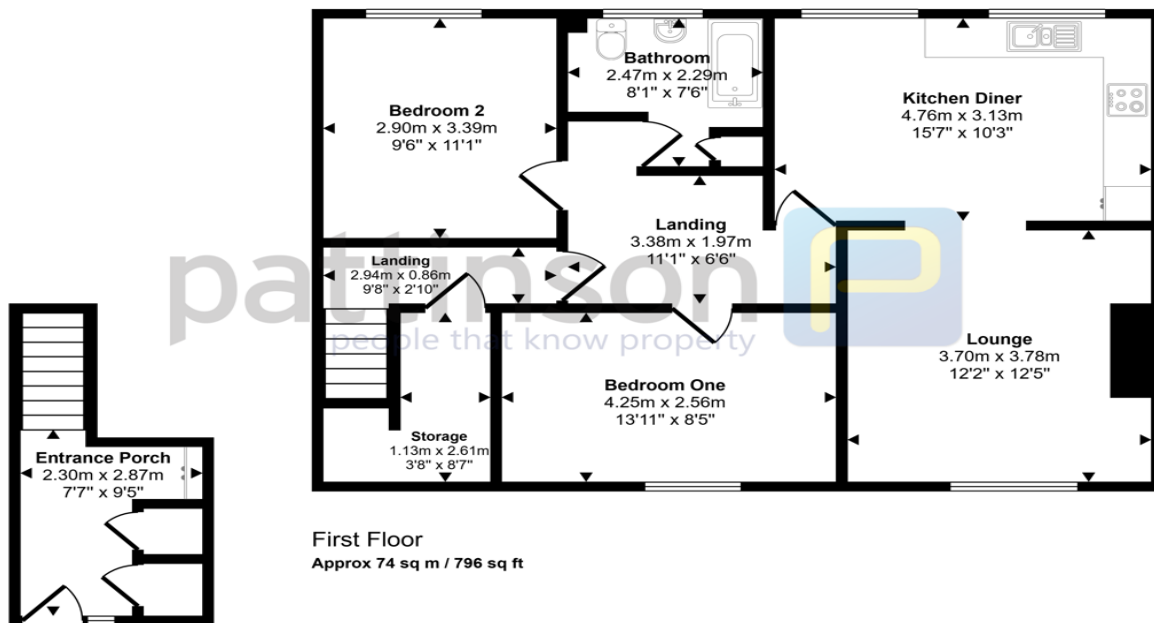 Bedroom 2
2.90m x 3.39m
9'6" x 11'1"
Bathroom
2.47m x 2.29m
8'1" x 7'6"
Kitchen Diner
4.76m x 3.13m
15'7" x 10'3"
Landing
3.38m x 1.97m
11'1" x 6'6"
Landing
2.94m x 0.86m
9'8" x 2'10"
pattinson
people that know property
Lounge
3.70m x 3.78m
12'2" x 12'5"
Bedroom One
4.25m x 2.56m
13'11" x 8'5"
Storage
1.13m x 2.61m
3'8" x 8'7"
Entrance Porch
2.30m x 2.87m
7'7" x 9'5"
First Floor
Approx 74 sq m / 796 sq ft